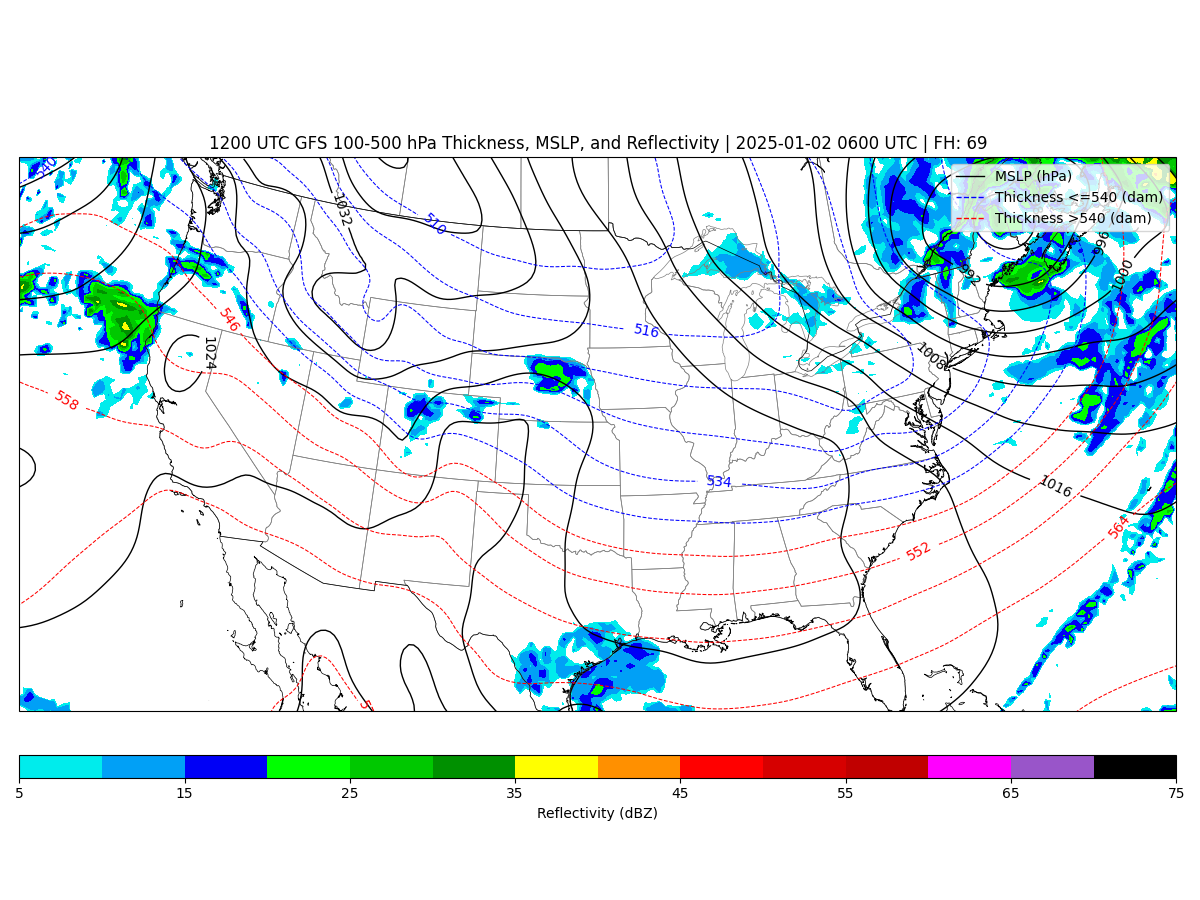 1200 UTC GFS 100-500 hPa Thickness, MSLP, and Reflectivity | 2025-01-02 0600 UTC | FH: 69
MSLP (hPa)
Thickness <=540 (dam)
Thickness >540 (dam)
540
1032
510
996
992
1000
546
516
1024
1008
558
534
1016
564
552
5 15 25 35 45 55 65 75
Reflectivity (dBZ)